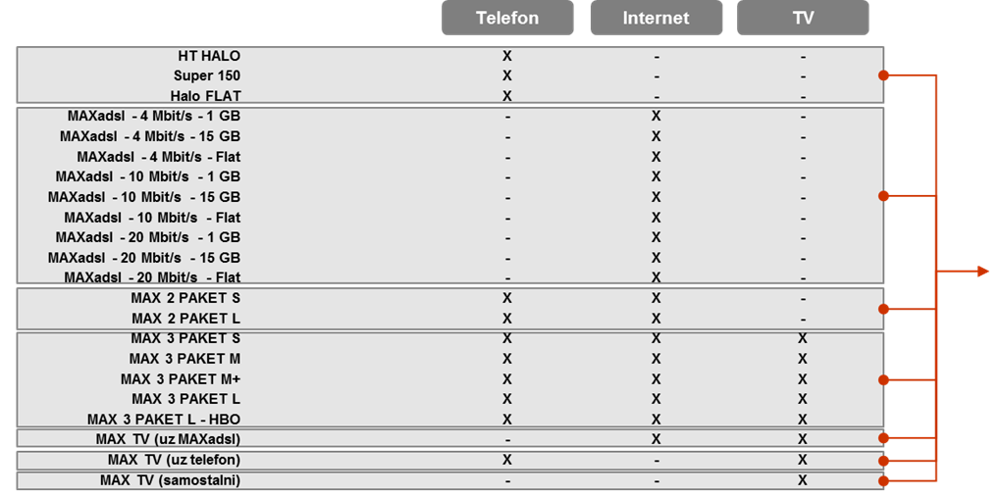 Telefon Internet TV
HT HALO X - -
Super 150 X - -
Halo FLAT X - -
MAXadsl - 4 Mbit/s - 1 GB - X -
MAXadsl - 4 Mbit/s - 15 GB - X -
MAXadsl - 4 Mbit/s - Flat - X -
MAXadsl - 10 Mbit/s - 1 GB - X -
MAXadsl - 10 Mbit/s - 15 GB - X -
MAXadsl - 10 Mbit/s - Flat - X -
MAXadsl - 20 Mbit/s - 1 GB - X -
MAXadsl - 20 Mbit/s - 15 GB - X -
MAXadsl - 20 Mbit/s - Flat - X -
MAX 2 PAKET S X X -
MAX 2 PAKET L X X -
MAX 3 PAKET S X X X
MAX 3 PAKET M X X X
MAX 3 PAKET M+ X X X
MAX 3 PAKET L X X X
MAX 3 PAKET L - HBO X X X
MAX TV (uz MAXadsl) - X X
MAX TV (uz telefon) X - X
MAX TV (samostalni) - - X